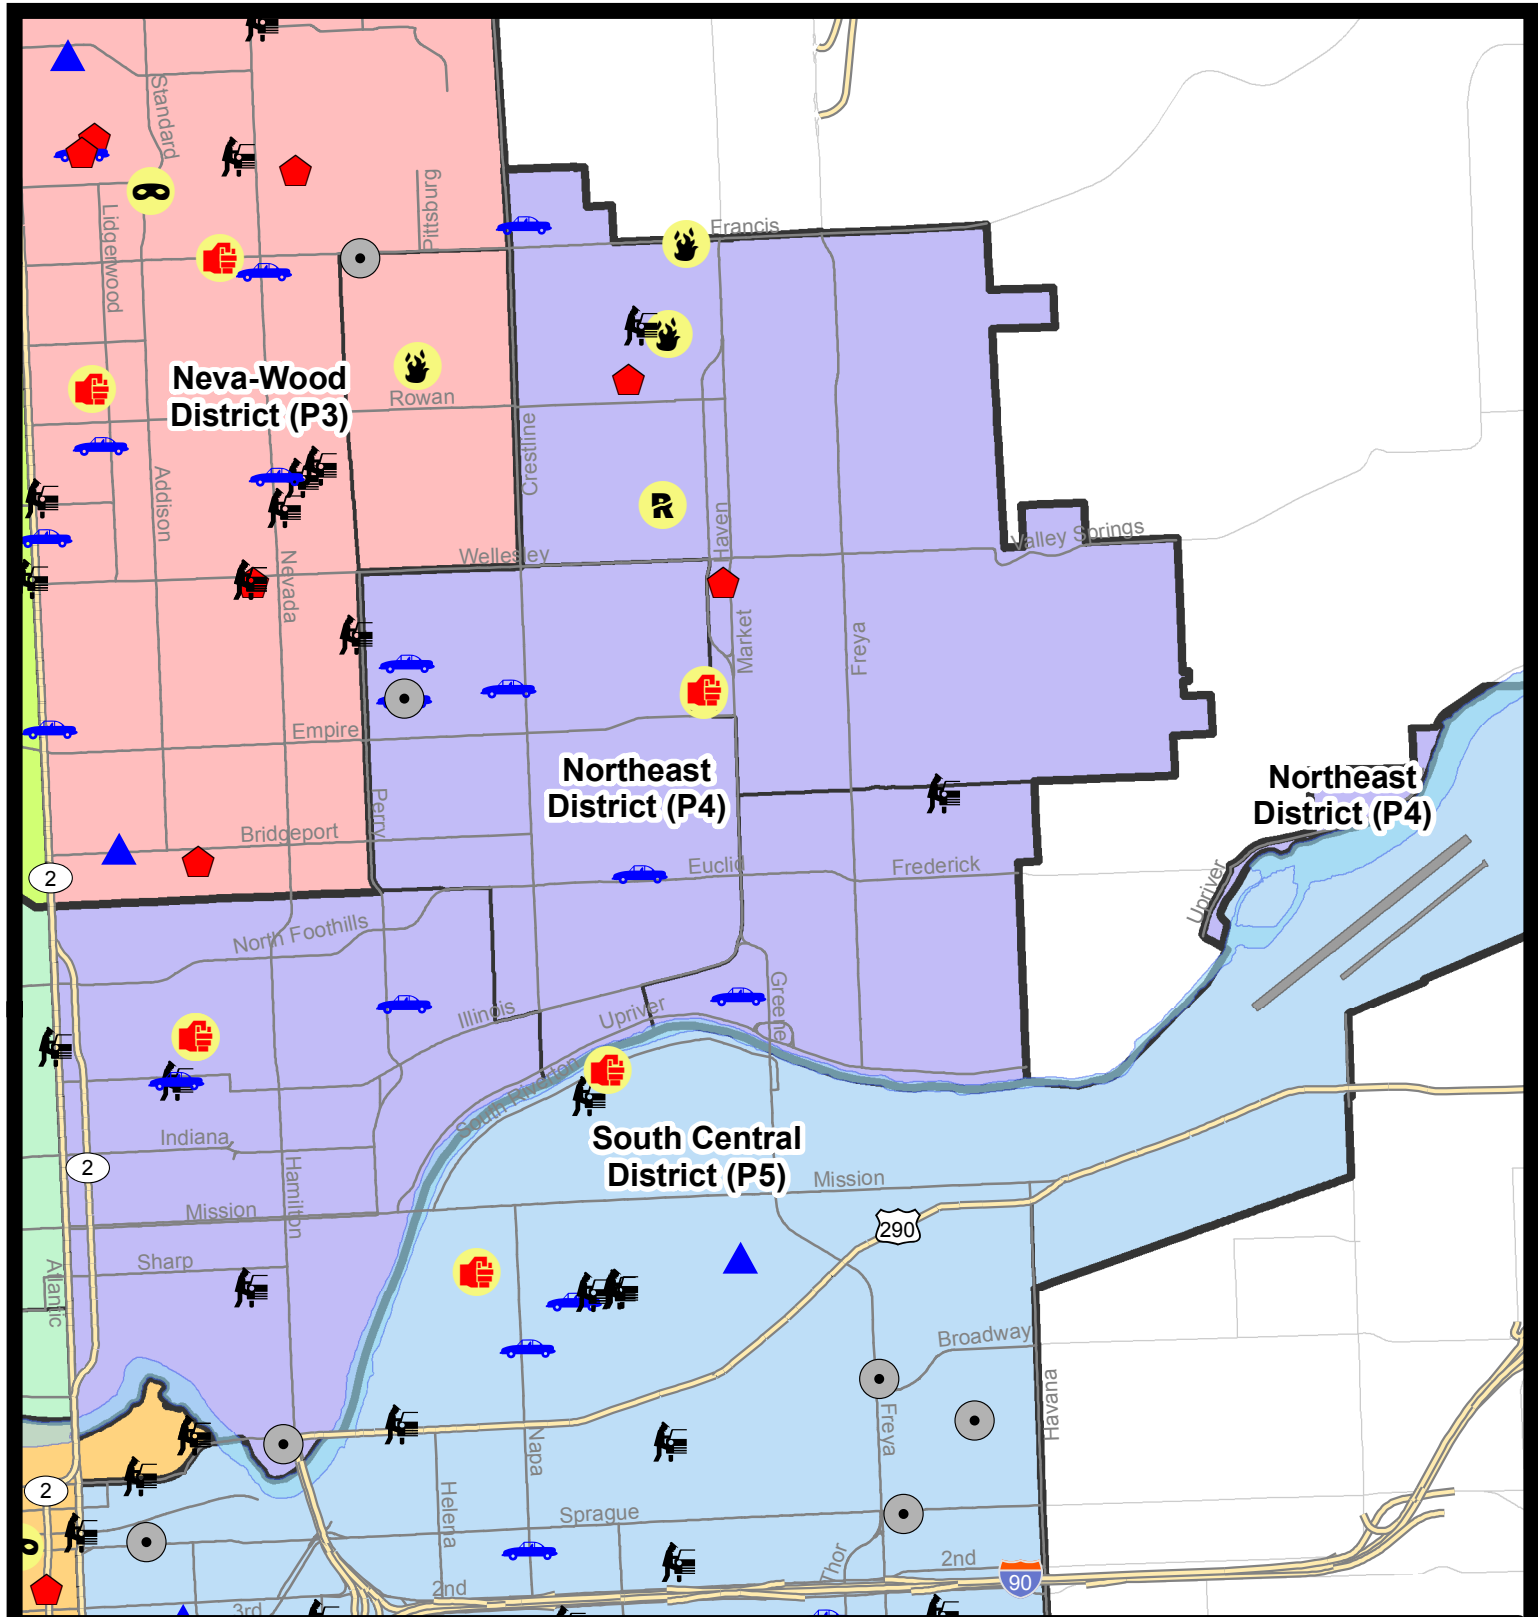 Standard
Pittsburg
Lidgerwood
Francis
Neva-Wood
District (P3)
Rowan
Crestline
Addison
Haven
Valley Springs
Wellesley
Nevada
Market
Freya
Empire
Northeast
District (P4)
Northeast
District (P4)
Perry
Bridgeport
Euclid
Frederick
2
Upriver
North Foothills
Illinois
Upriver
Greene
South Riverton
Indiana
South Central
District (P5)
2
Hamilton
Mission
Mission
290
Sharp
Atlantic
Broadway
Havana
Freya
Napa
2
Helena
Sprague
Thor
2nd
90
2nd
3rd
R